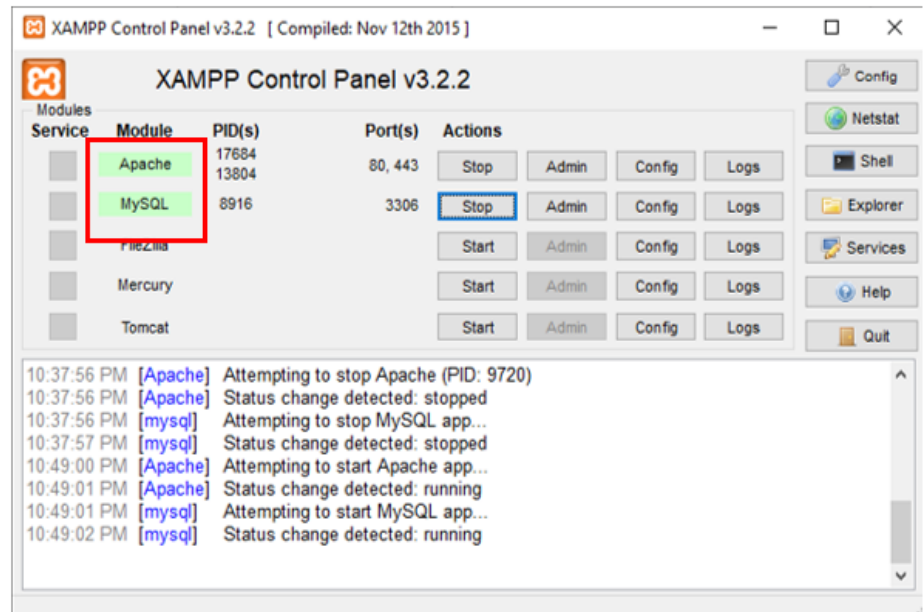 XAMPP Control Panel v3.2.2 [ Compiled: Nov 12th 2015 ]
XAMPP Control Panel v3.2.2
Config
Modules
Service Module PID(s) Port(s) Actions
Netstat
Apache 17684 13804 80, 443 Stop Admin Config Logs
Shell
MySQL 8916 3306 Stop Admin Config Logs
Explorer
FileZilla Start Admin Config Logs
Services
Mercury Start Admin Config Logs
Help
Tomcat Start Admin Config Logs
Quit
10:37:56 PM [Apache] Attempting to stop Apache (PID: 9720)
10:37:56 PM [Apache] Status change detected: stopped
10:37:56 PM [mysql] Attempting to stop MySQL app...
10:37:57 PM [mysql] Status change detected: stopped
10:49:00 PM [Apache] Attempting to start Apache app...
10:49:01 PM [Apache] Status change detected: running
10:49:01 PM [mysql] Attempting to start MySQL app...
10:49:02 PM [mysql] Status change detected: running